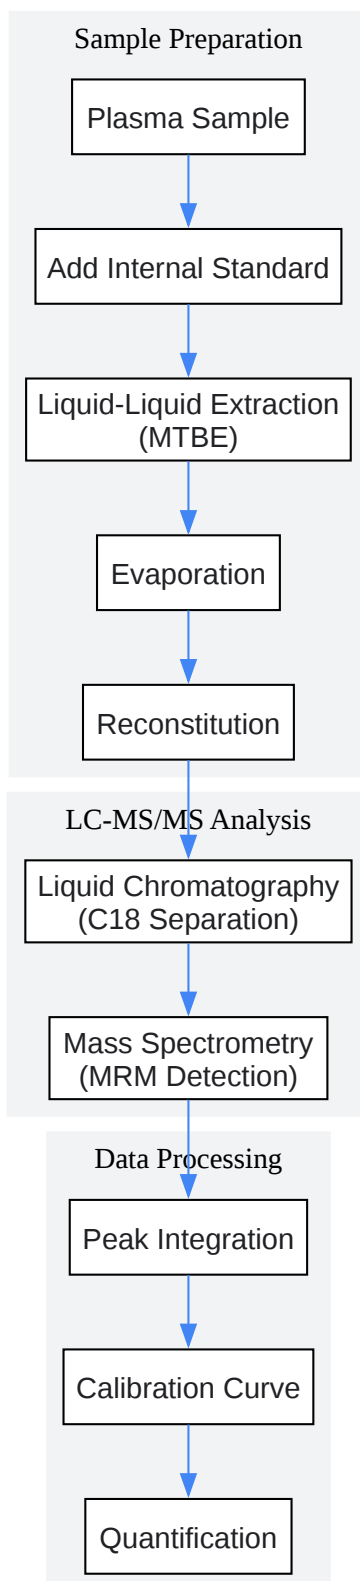 Sample Preparation
Plasma Sample
Add Internal Standard
Liquid-Liquid Extraction
(MTBE)
Evaporation
Reconstitution
LC-MS/MS Analysis
Liquid Chromatography
(C18 Separation)
Mass Spectrometry
(MRM Detection)
Data Processing
Peak Integration
Calibration Curve
Quantification